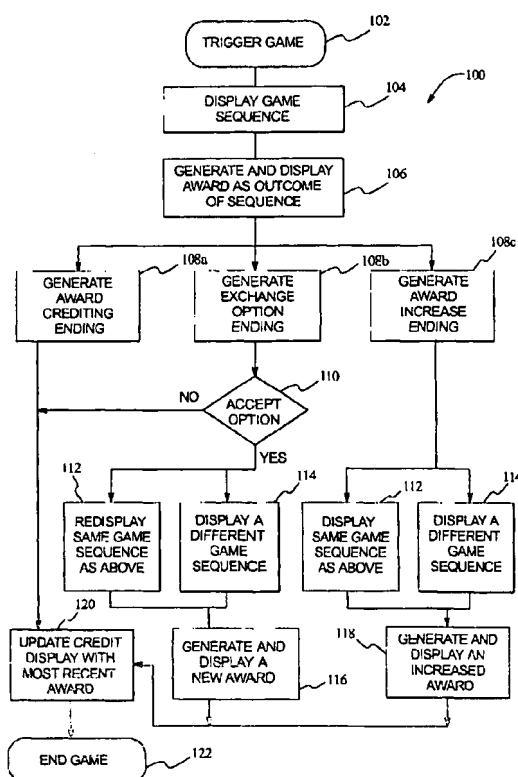 102
TRIGGER GAME
100
104
DISPLAY GAME
SEQUENCE
106
GENERATE AND DISPLAY
AWARD AS OUTCOME
OF SEQUENCE
108a
108b
108c
GENERATE
AWARD
CREDITING
ENDING
GENERATE
EXCHANGE
OPTION
ENDING
GENERATE
AWARD
INCREASE
ENDING
110
NO
ACCEPT
OPTION
YES
112
114
112
114
REDISPLAY
SAME GAME
SEQUENCE
AS ABOVE
DISPLAY A
DIFFERENT
GAME
SEQUENCE
DISPLAY
SAME GAME
SEQUENCE
AS ABOVE
DISPLAY A
DIFFERENT
GAME
SEQUENCE
120
UPDATE CREDIT
DISPLAY WITH
MOST RECENT
AWARD
GENERATE AND
DISPLAY A
NEW AWARD
116
118
GENERATE AND
DISPLAY AN
INCREASED
AWARD
END GAME
122